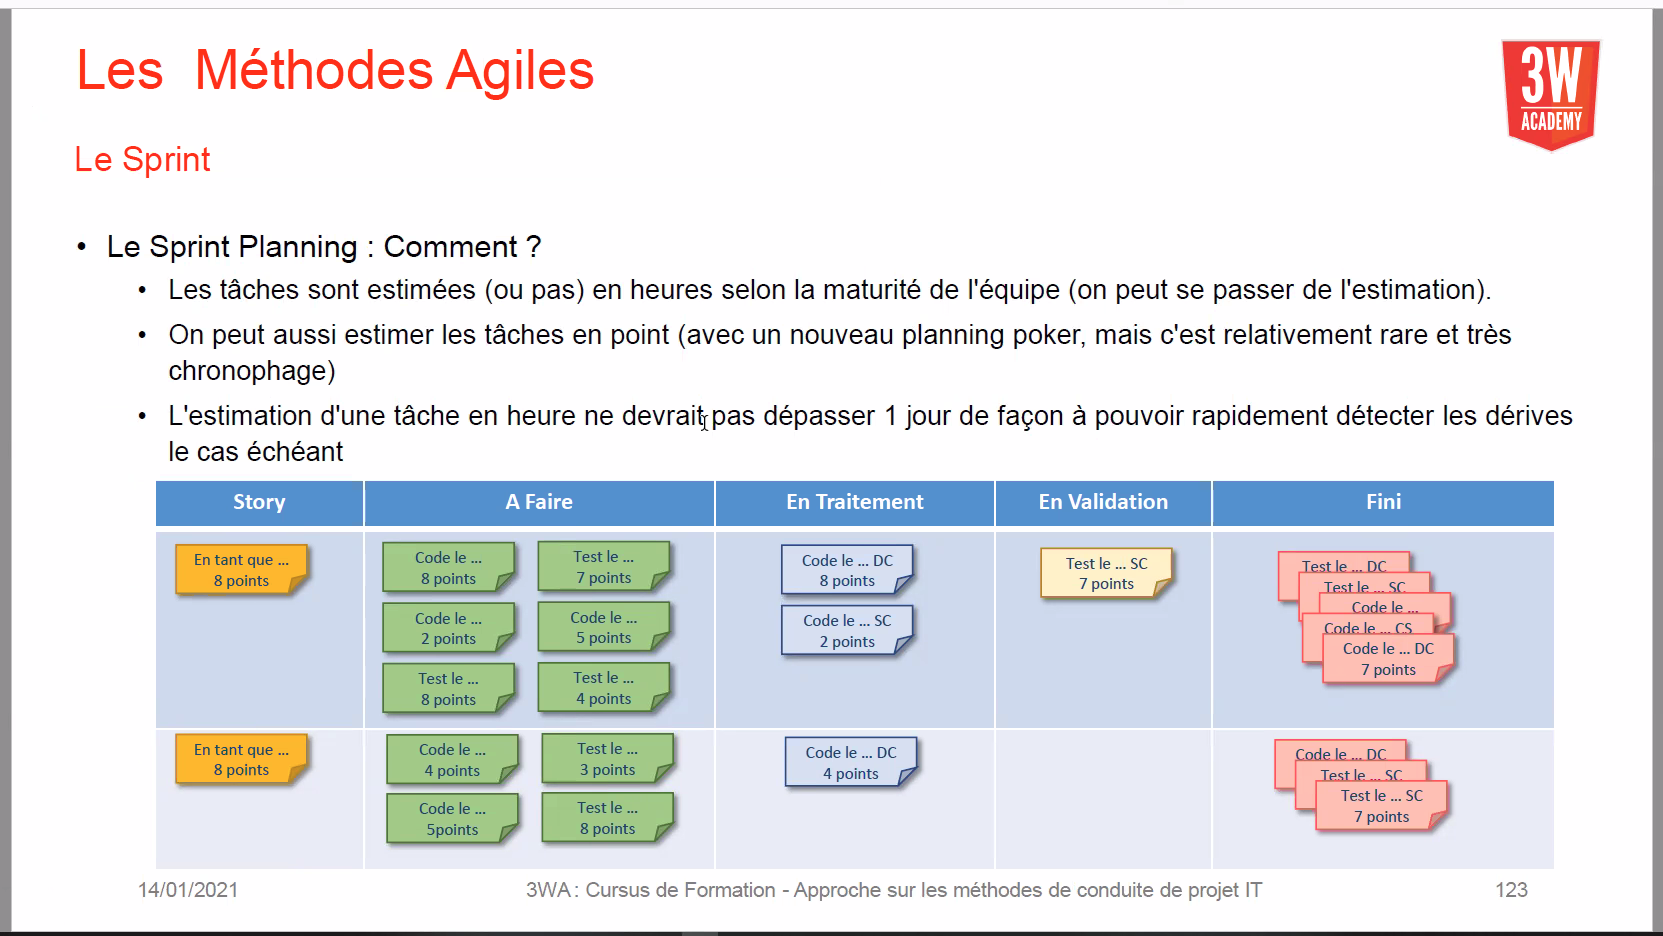 Les  Méthodes Agiles
3W
ACADEMY
Le Sprint
• Le Sprint Planning : Comment ?
• Les tâches sont estimées (ou pas) en heures selon la maturité de l'équipe (on peut se passer de l'estimation).
• On peut aussi estimer les tâches en point (avec un nouveau planning poker, mais c'est relativement rare et très
chronophage)
• L'estimation d'une tâche en heure ne devrait pas dépasser 1 jour de façon à pouvoir rapidement détecter les dérives
le cas échéant
Story
A Faire
En Traitement
En Validation
Fini
En tant que ...
8 points
Code le ...
8 points
Test le ...
7 points
Code le ...
2 points
Code le ...
5 points
Test le ...
8 points
Test le ...
4 points
Code le ... DC
8 points
Code le ... SC
2 points
Test le ... SC
7 points
Test le ... DC
Test le ... SC
Code le ...
Code le ... CS
Code le ... DC
7 points
En tant que ...
8 points
Code le ...
4 points
Test le ...
3 points
Code le ...
5points
Test le ...
8 points
Code le ... DC
4 points
Code le ... DC
Test le ... SC
Test le ... SC
7 points
14/01/2021
3WA : Cursus de Formation - Approche sur les méthodes de conduite de projet IT
123